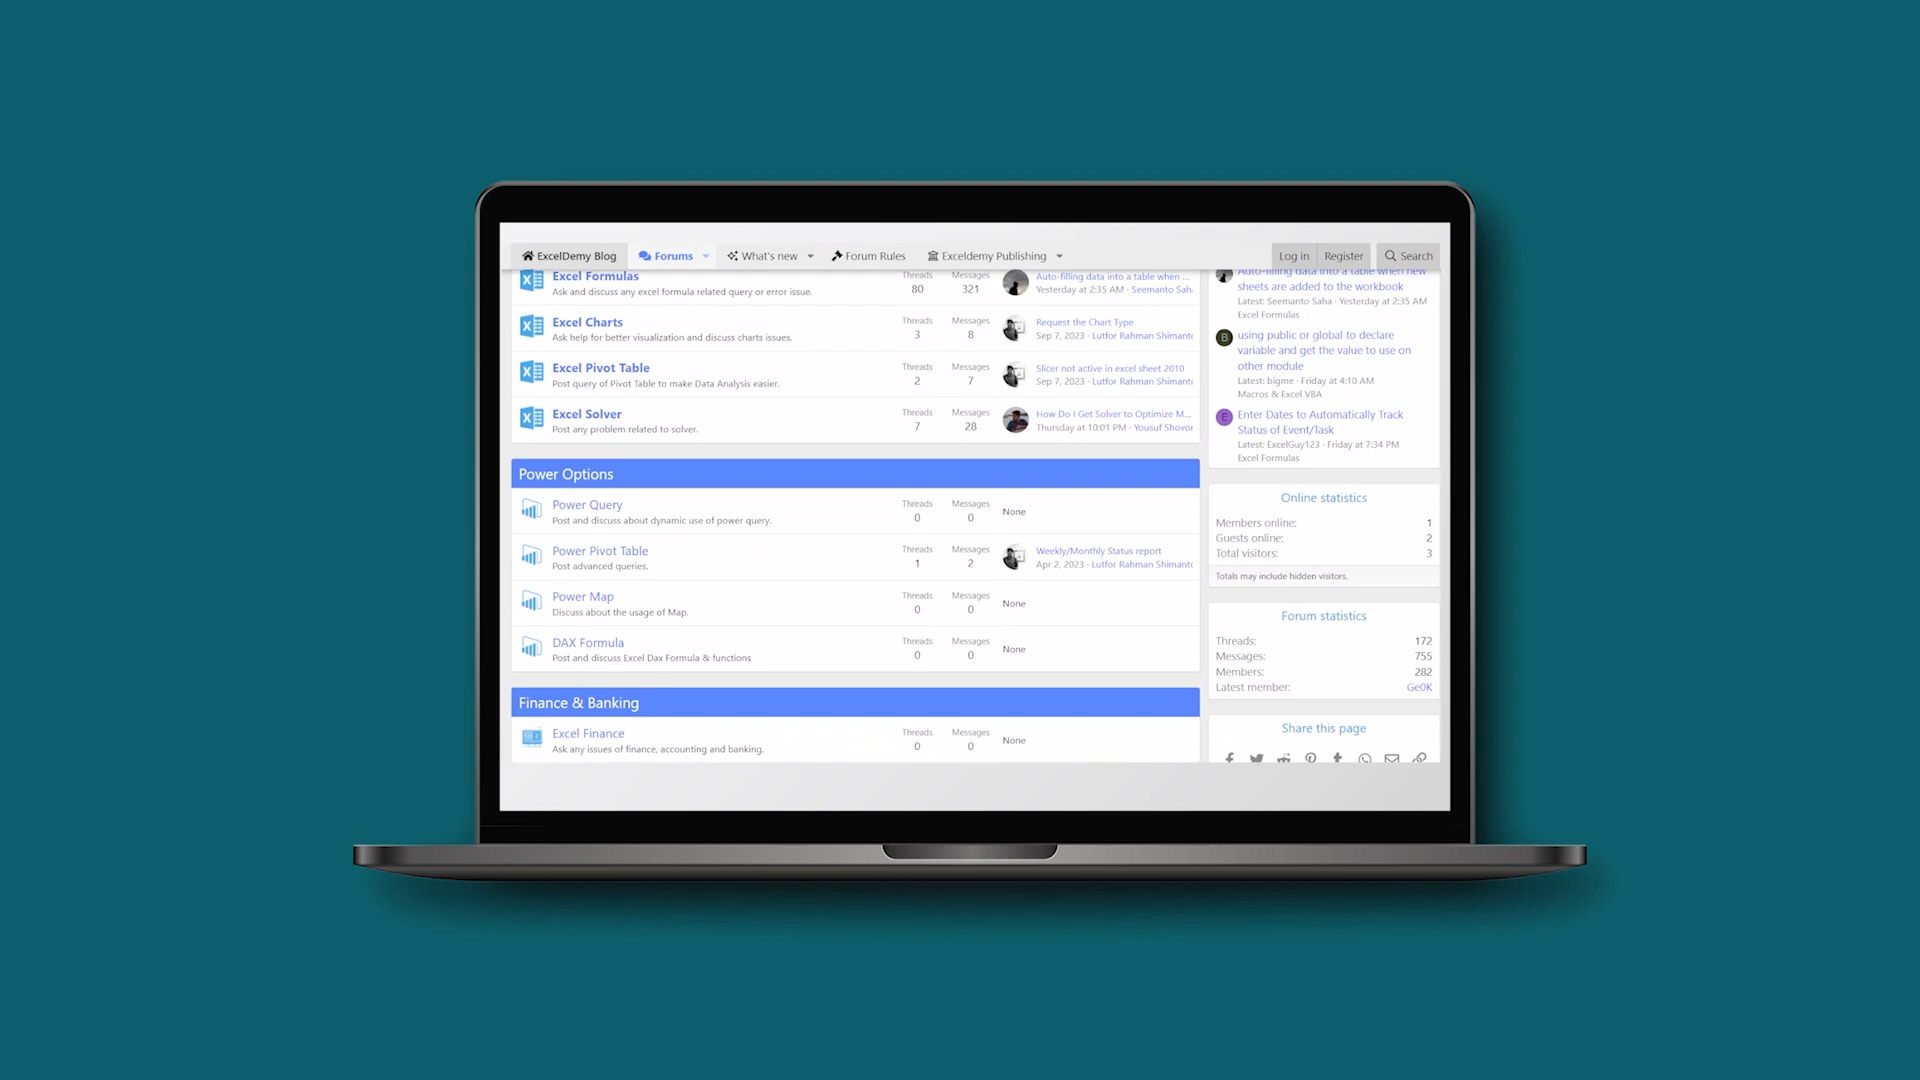 ExcelDemy Blog Forums What's new Forum Rules Exceldemy Publishing Log in Register Search
Excel Formulas
Ask and discuss any excel formula related query or error issue.
Threads
80
Messages
321
Auto-filling data into a table when ...
Yesterday at 2:35 AM · Seemanto Sah
Excel Charts
Ask help for better visualization and discuss charts issues.
Threads
3
Messages
8
Request the Chart Type
Sep 7, 2023 · Lutfor Rahman Shimanto
Excel Pivot Table
Post query of Pivot Table to make Data Analysis easier.
Threads
2
Messages
7
Slicer not active in excel sheet 2010
Sep 7, 2023 · Lutfor Rahman Shimanto
Excel Solver
Post any problem related to solver.
Threads
7
Messages
28
How Do I Get Solver to Optimize M...
Thursday at 10:01 PM · Yousuf Shovon
Power Options
Power Query
Post and discuss about dynamic use of power query.
Threads
0
Messages
0
None
Power Pivot Table
Post advanced queries.
Threads
1
Messages
2
Weekly/Monthly Status report
Apr 2, 2023 · Lutfor Rahman Shimanto
Power Map
Discuss about the usage of Map.
Threads
0
Messages
0
None
DAX Formula
Post and discuss Excel Dax Formula & functions
Threads
0
Messages
0
None
Finance & Banking
Excel Finance
Ask any issues of finance, accounting and banking.
Threads
0
Messages
0
None
Auto-filling data into a table when new
sheets are added to the workbook
Latest: Seemanto Saha · Yesterday at 2:35 AM
Excel Formulas
B
using public or global to declare
variable and get the value to use on
other module
Latest: bigme · Friday at 4:10 AM
Macros & Excel VBA
E
Enter Dates to Automatically Track
Status of Event/Task
Latest: ExcelGuy123 · Friday at 7:34 PM
Excel Formulas
Online statistics
Members online: 1
Guests online: 2
Total visitors: 3
Totals may include hidden visitors.
Forum statistics
Threads: 172
Messages: 755
Members: 282
Latest member: Ge0K
Share this page